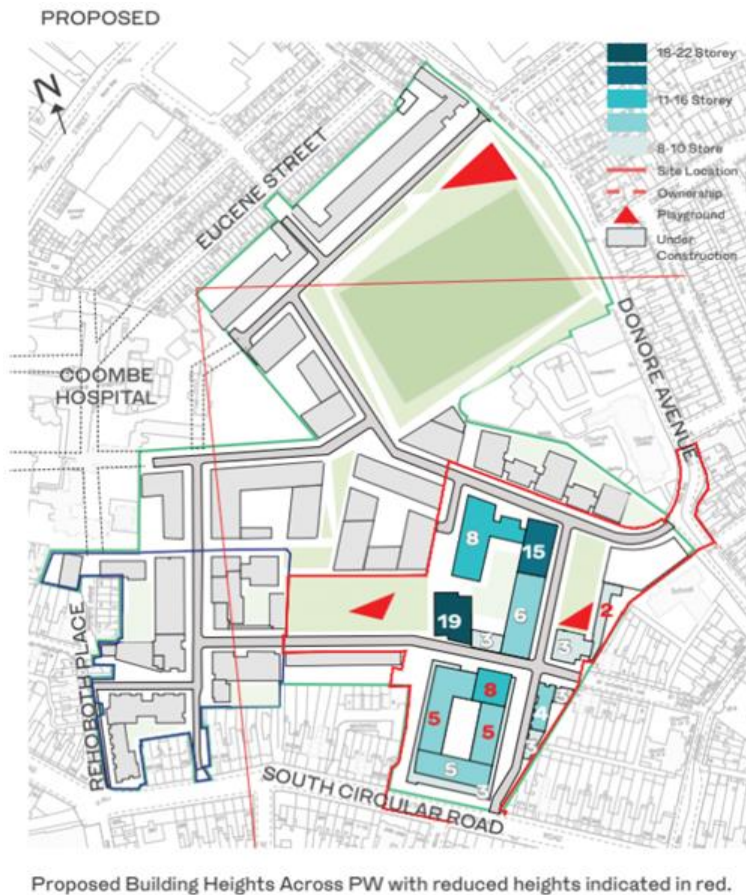 PROPOSED
N
18-22 Storey
11-16 Storey
8-10 Store
Site Location
Ownership
Playground
Under
Construction
EUGENE STREET
DONORE AVENUE
COOMBE
HOSPITAL
REHOBOTH PLACE
SOUTH CIRCULAR ROAD
8
15
19
6
3
2
3
8
5
5
5
3
4
3
3
Proposed Building Heights Across PW with reduced heights indicated in red.